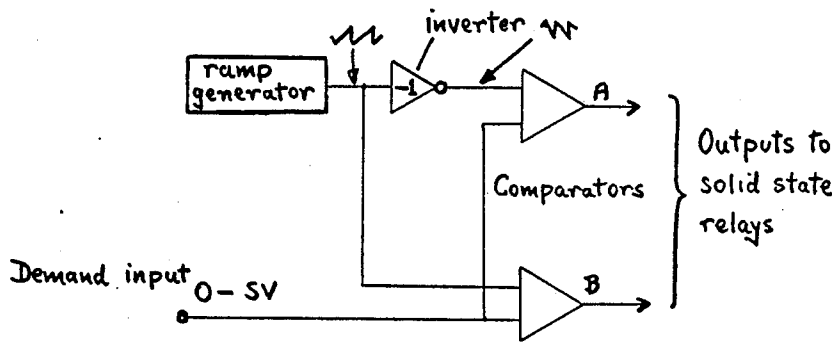 inverter
ramp
generator
-1
A
Comparators
Outputs to
solid state
relays
Demand input
0 - 5V
B